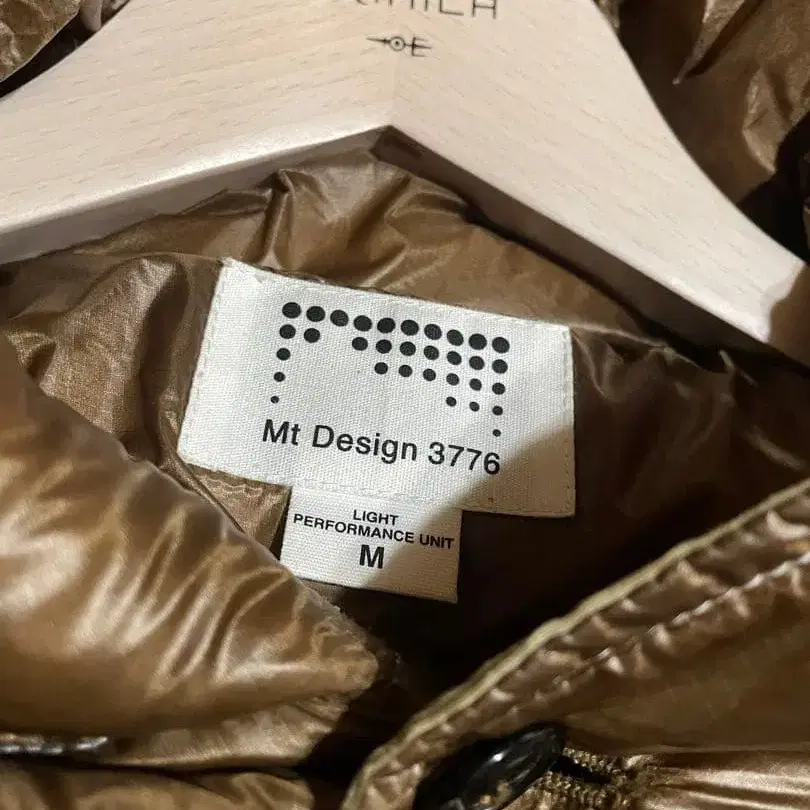 Mt Design 3776
LIGHT
PERFORMANCE UNIT
M